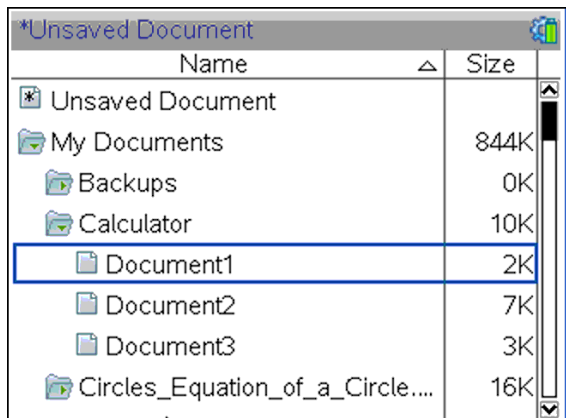 *Unsaved Document
Name Size
Unsaved Document
My Documents 844K
Backups 0K
Calculator 10K
Document1 2K
Document2 7K
Document3 3K
Circles_Equation_of_a_Circle.... 16K